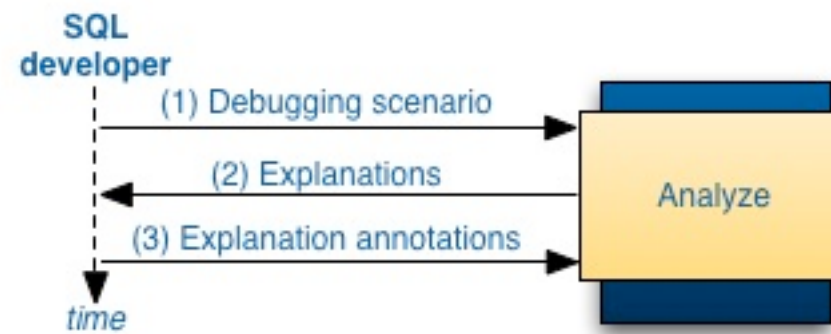 SQL
developer
(1) Debugging scenario
(2) Explanations
Analyze
(3) Explanation annotations
time